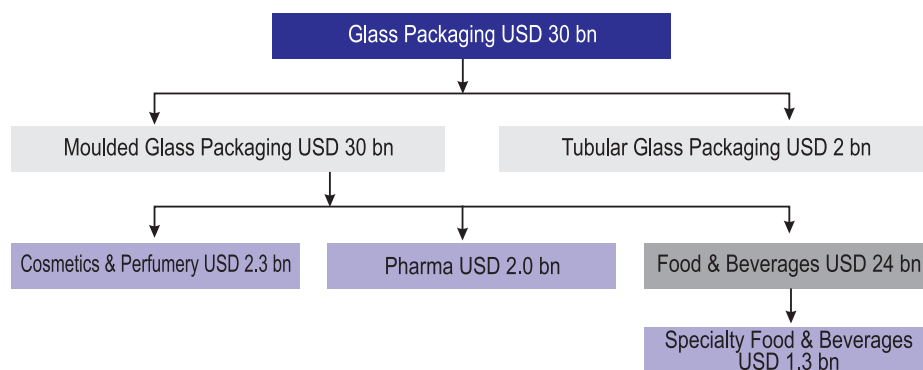 Glass Packaging USD 30 bn
Moulded Glass Packaging USD 30 bn
Tubular Glass Packaging USD 2 bn
Cosmetics & Perfumery USD 2.3 bn
Pharma USD 2.0 bn
Food & Beverages USD 24 bn
Specialty Food & Beverages
USD 1.3 bn